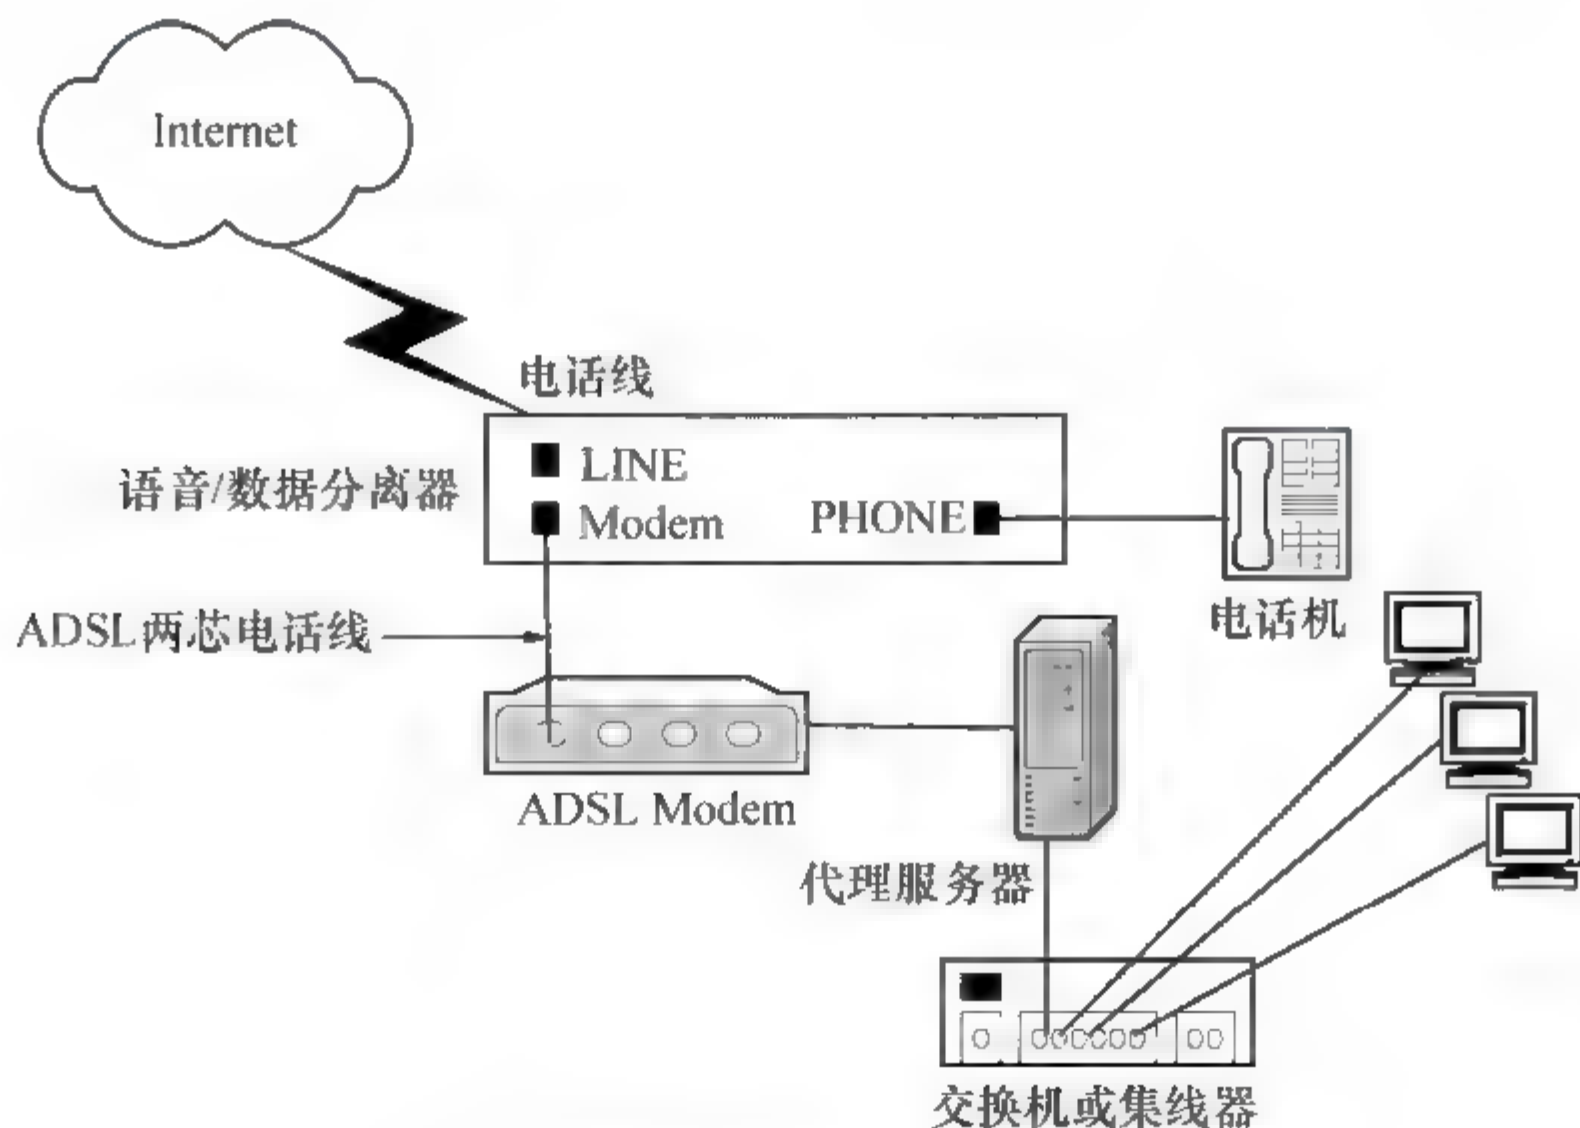 Internet
电话线
LINE
语音/数据分离器
Modem
PHONE
ADSL两芯电话线
电话机
ADSL Modem
代理服务器
交换机或集线器